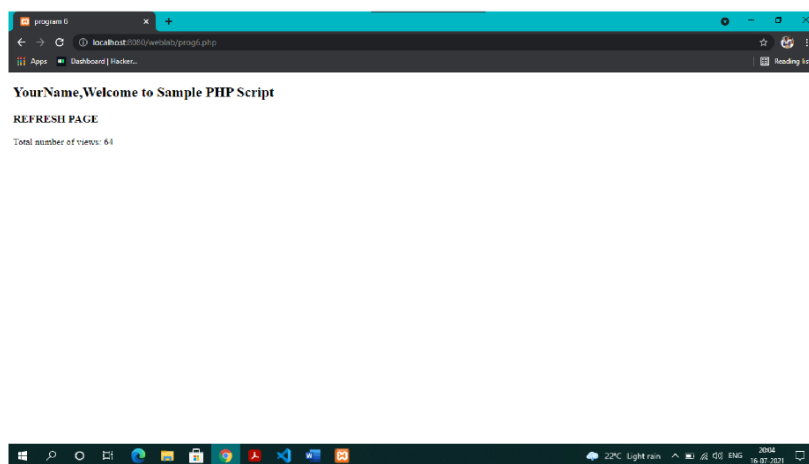 program 6
localhost:8080/weblab/prog6.php
Apps Dashboard | Hacker... Reading list
YourName,Welcome to Sample PHP Script
REFRESH PAGE
Total number of views: 64
22°C Light rain ENG 20:04
16-07-2021